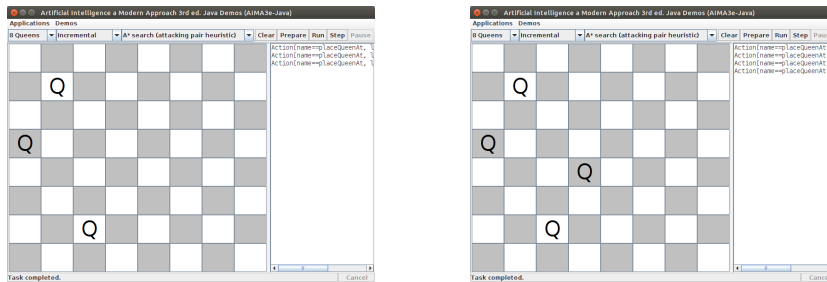 Artificial Intelligence a Modern Approach 3rd ed. Java Demos (AIMA3e-Java)
Applications Demos
8 Queens Incremental A* search (attacking pair heuristic) Clear Prepare Run Step Pause
Action[name==placeQueenAt, l
Action[name==placeQueenAt, l
Action[name==placeQueenAt, l
Q
Q
Q
Task completed. Cancel
Artificial Intelligence a Modern Approach 3rd ed. Java Demos (AIMA3e-Java)
Applications Demos
8 Queens Incremental A* search (attacking pair heuristic) Clear Prepare Run Step Paus
Action[name==placeQueenAt
Action[name==placeQueenAt
Action[name==placeQueenAt
Action[name==placeQueenAt
Q
Q
Q
Q
Task completed. Cance